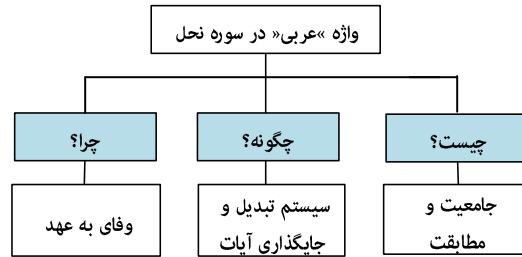 واژه »عربی« در سوره نحل
چیست؟
چگونه؟
چرا؟
جامعیت و
مطابقت
سیستم تبدیل و
جایگذاری آیات
وفای به عهد